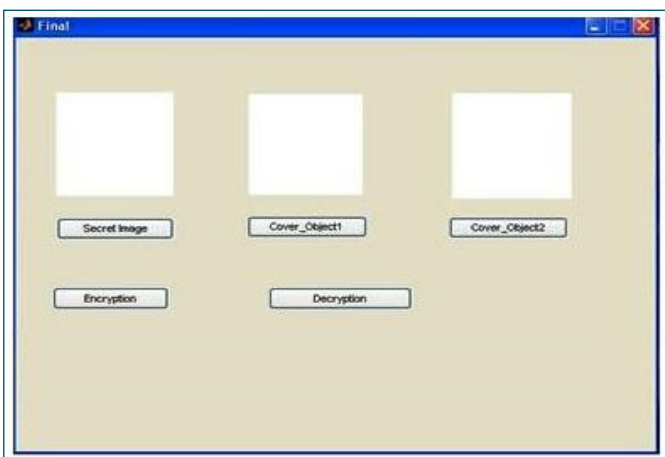 Final
Secret Image
Cover_Object1
Cover_Object2
Encryption
Decryption